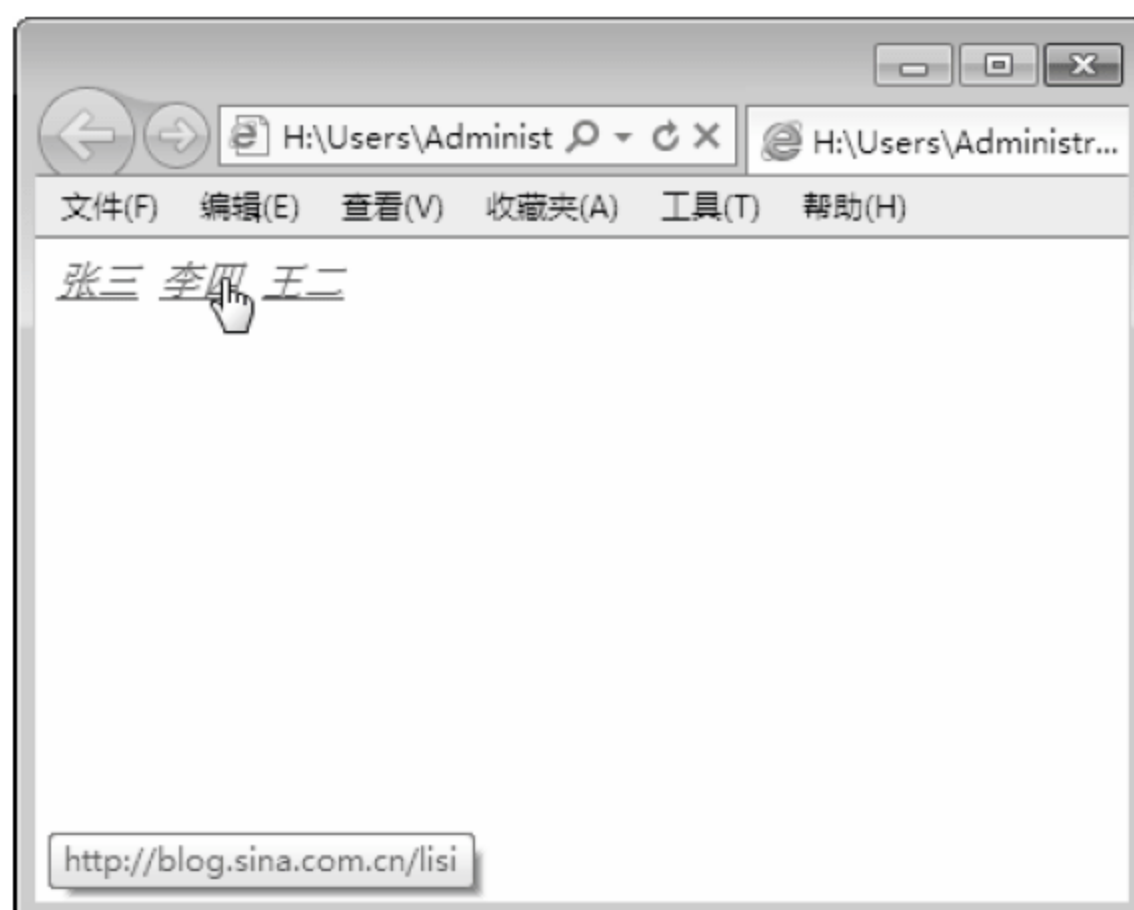 H:\Users\Administ
H:\Users\Administr...
文件(F) 编辑(E) 查看(V) 收藏夹(A) 工具(T) 帮助(H)
张三 李四 王二
http://blog.sina.com.cn/lisi